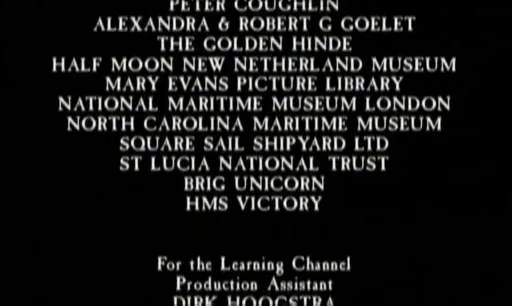 PETER COUGHLIN
ALEXANDRA & ROBERT G GOELET
THE GOLDEN HINDE
HALF MOON NEW NETHERLAND MUSEUM
MARY EVANS PICTURE LIBRARY
NATIONAL MARITIME MUSEUM LONDON
NORTH CAROLINA MARITIME MUSEUM
SQUARE SAIL SHIPYARD LTD
ST LUCIA NATIONAL TRUST
BRIG UNICORN
HMS VICTORY
For the Learning Channel
Production Assistant
DIRK HOOGSTRA